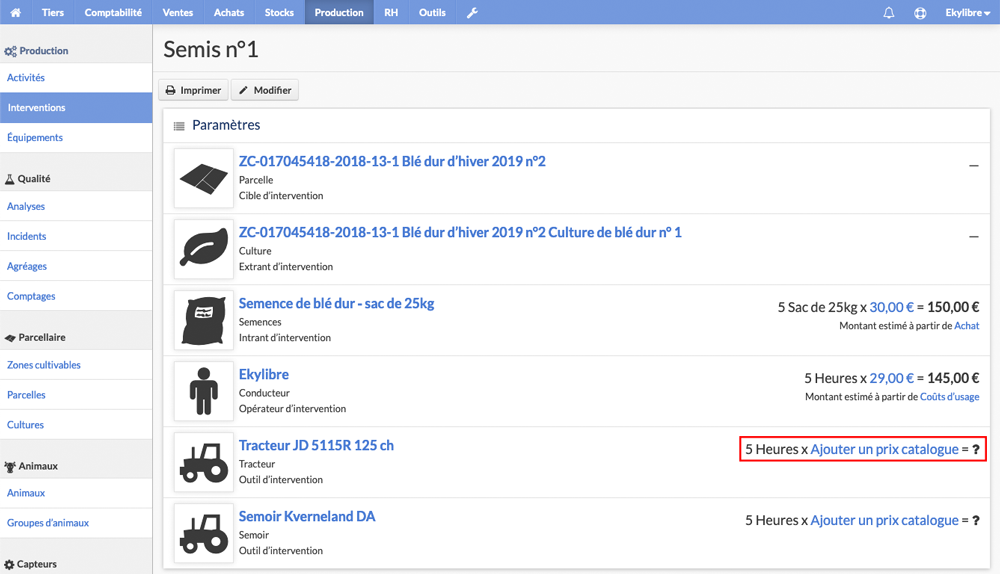 Tiers Comptabilité Ventes Achats Stocks Production RH Outils Ekylibre
Production
Activités
Interventions
Équipements
Qualité
Analyses
Incidents
Agréages
Comptages
Parcellaire
Zones cultivables
Parcelles
Cultures
Animaux
Animaux
Groupes d'animaux
Capteurs
Semis n°1
Imprimer Modifier
Paramètres
ZC-017045418-2018-13-1 Blé dur d'hiver 2019 n°2
Parcelle
Cible d'intervention
–
ZC-017045418-2018-13-1 Blé dur d'hiver 2019 n°2 Culture de blé dur n° 1
Culture
Extrant d'intervention
–
Semence de blé dur - sac de 25kg
Semences
Intrant d'intervention
5 Sac de 25kg x 30,00 € = 150,00 €
Montant estimé à partir de Achat
Ekylibre
Conducteur
Opérateur d'intervention
5 Heures x 29,00 € = 145,00 €
Montant estimé à partir de Coûts d'usage
Tracteur JD 5115R 125 ch
Tracteur
Outil d'intervention
5 Heures x Ajouter un prix catalogue = ?
Semoir Kverneland DA
Semoir
Outil d'intervention
5 Heures x Ajouter un prix catalogue = ?